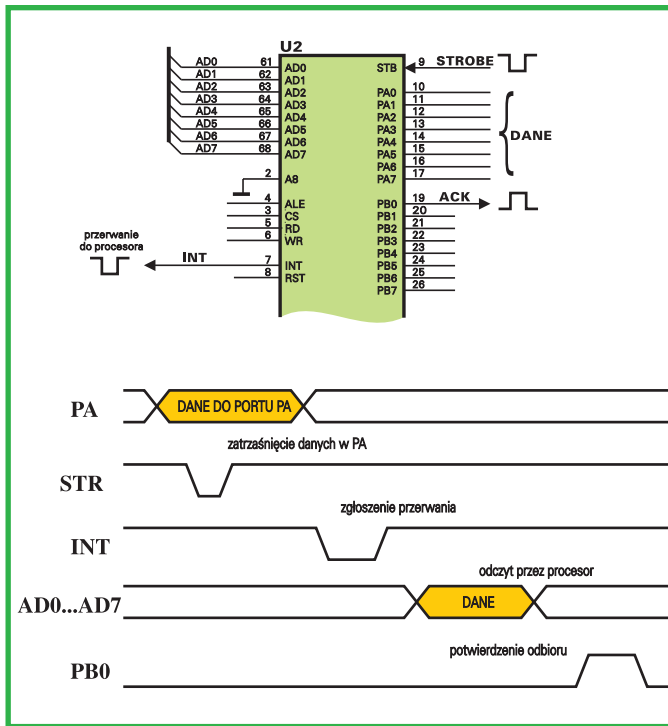 U2
AD0 61 AD0 STB 9 STROBE
AD1 62 AD1
AD2 63 AD2 PA0 10
AD3 64 AD3 PA1 11
AD4 65 AD4 PA2 12
AD5 66 AD5 PA3 13 DANE
AD6 67 AD6 PA4 14
AD7 68 AD7 PA5 15
PA6 16
2 A8 PA7 17
4 ALE PB0 19 ACK
3 CS PB1 20
5 RD PB2 21
6 WR PB3 22
przerwanie
do procesora
PB4 23
INT 7 INT PB5 24
8 RST PB6 25
PB7 26
PA DANE DO PORTU PA
zatrzaśnięcie danych w PA
STR
zgłoszenie przerwania
INT
odczyt przez procesor
AD0...AD7 DANE
potwierdzenie odbioru
PB0